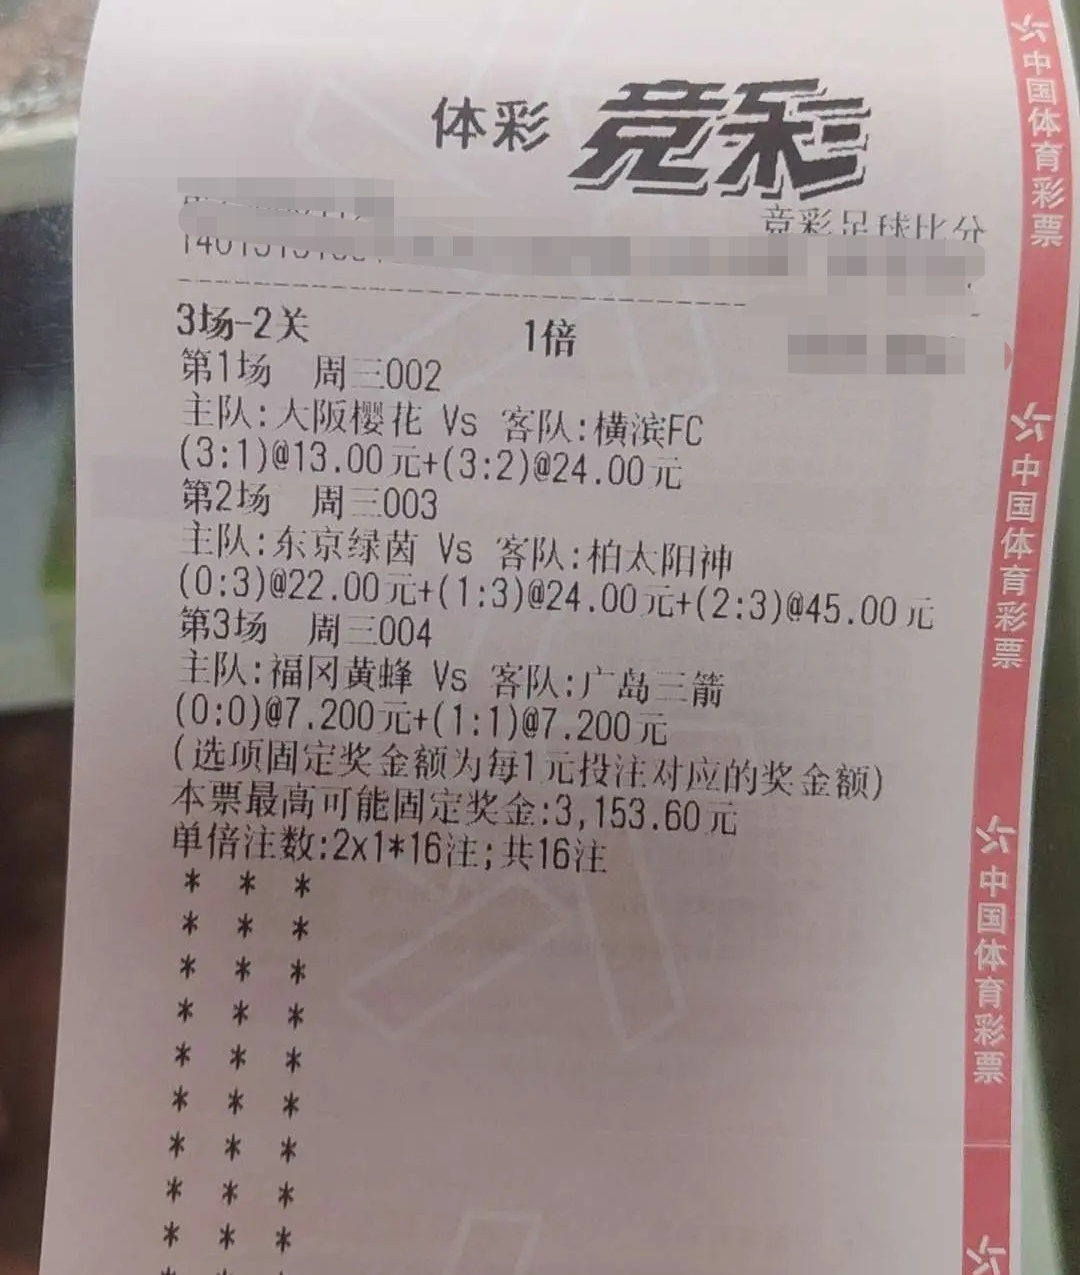 体彩 竞彩
竞彩足球比分
3场-2关 1倍
第1场 周三002
主队:大阪樱花 Vs 客队:横滨FC
(3:1)@13.00元+(3:2)@24.00元
第2场 周三003
主队:东京绿茵 Vs 客队:柏太阳神
(0:3)@22.00元+(1:3)@24.00元+(2:3)@45.00元
第3场 周三004
主队:福冈黄蜂 Vs 客队:广岛三箭
(0:0)@7.200元+(1:1)@7.200元
(选项固定奖金额为每1元投注对应的奖金额)
本票最高可能固定奖金:3,153.60元
单倍注数:2x1*16注;共16注
* * *
* * *
* * *
* * *
* * *
* * *
* * *
* * *
* * *
中国体育彩票
中国体育彩票
中国体育彩票